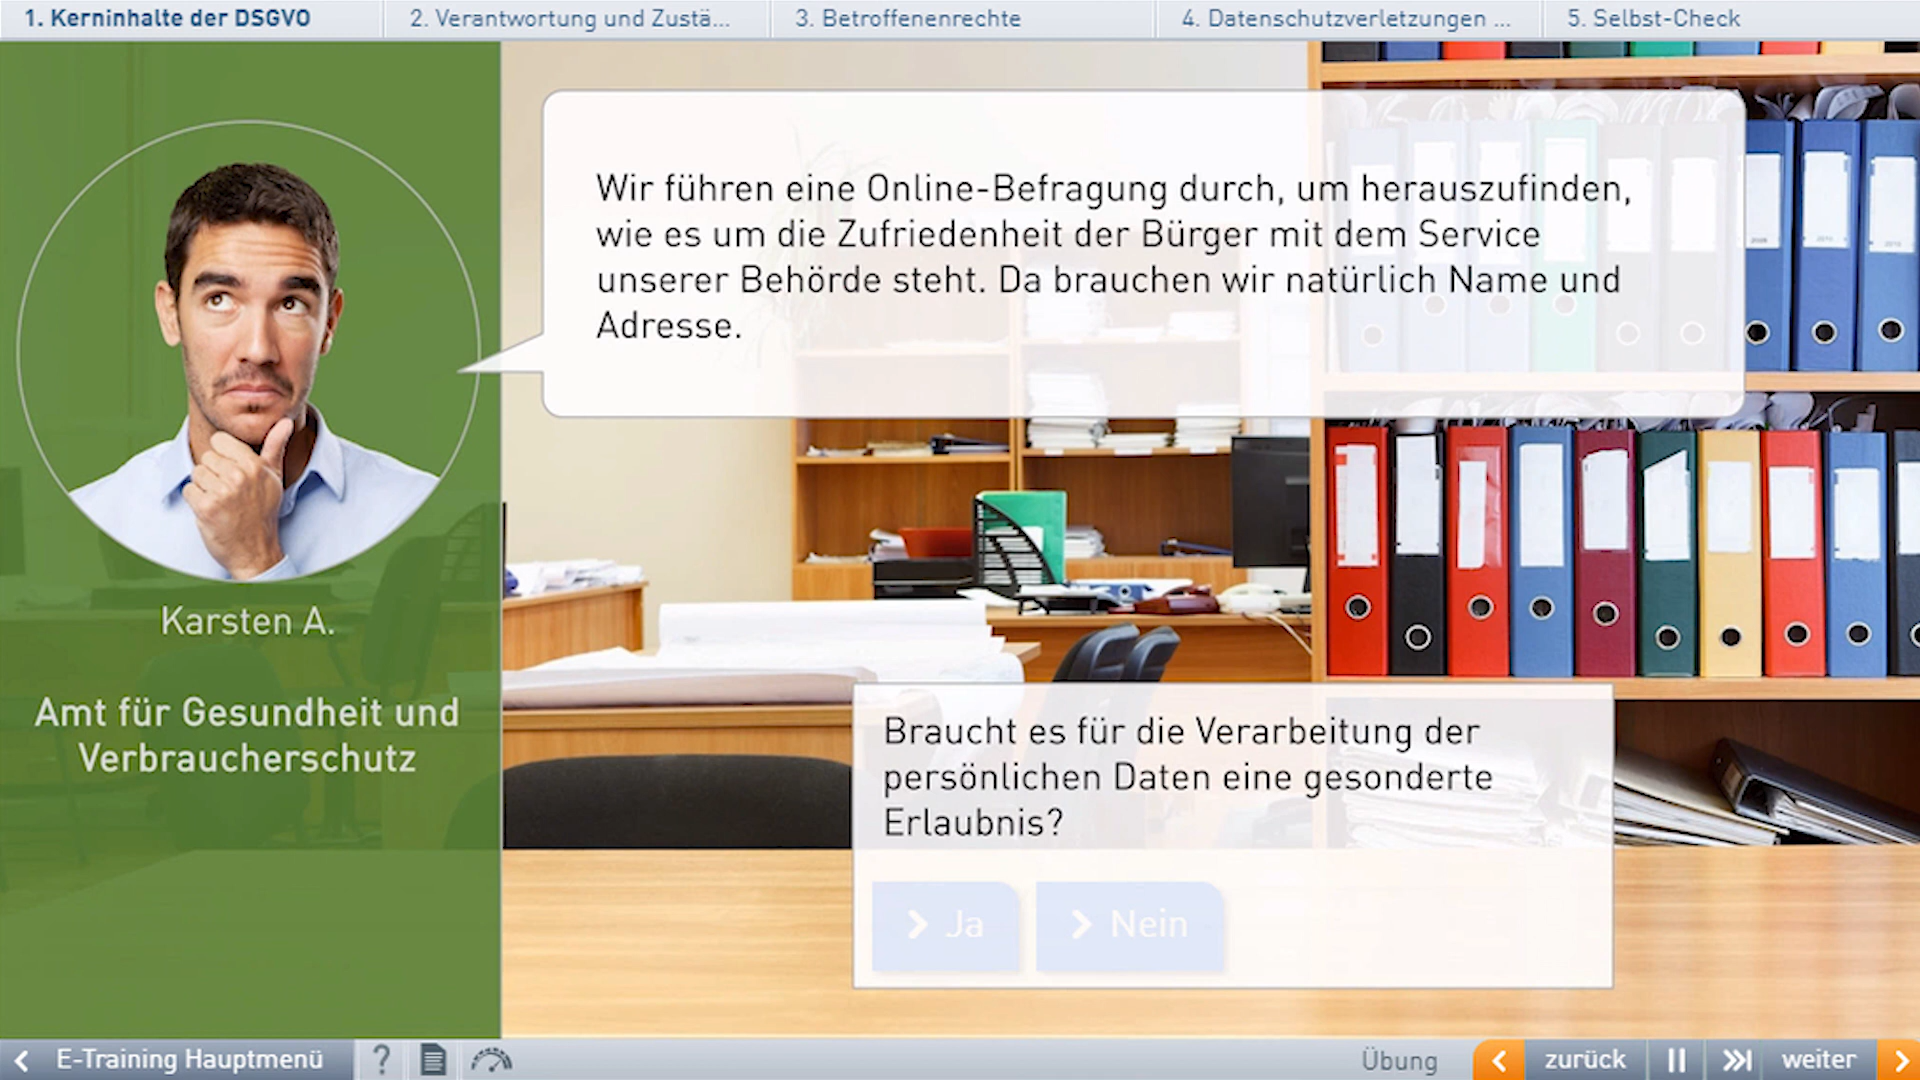 1. Kerninhalte der DSGVO
2. Verantwortung und Zustä...
3. Betroffenenrechte
4. Datenschutzverletzungen ...
5. Selbst-Check
Wir führen eine Online-Befragung durch, um herauszufinden,
wie es um die Zufriedenheit der Bürger mit dem Service
unserer Behörde steht. Da brauchen wir natürlich Name und
Adresse.
Karsten A.
Amt für Gesundheit und
Verbraucherschutz
Braucht es für die Verarbeitung der
persönlichen Daten eine gesonderte
Erlaubnis?
Ja
Nein
E-Training Hauptmenü
?
Übung
zurück
weiter